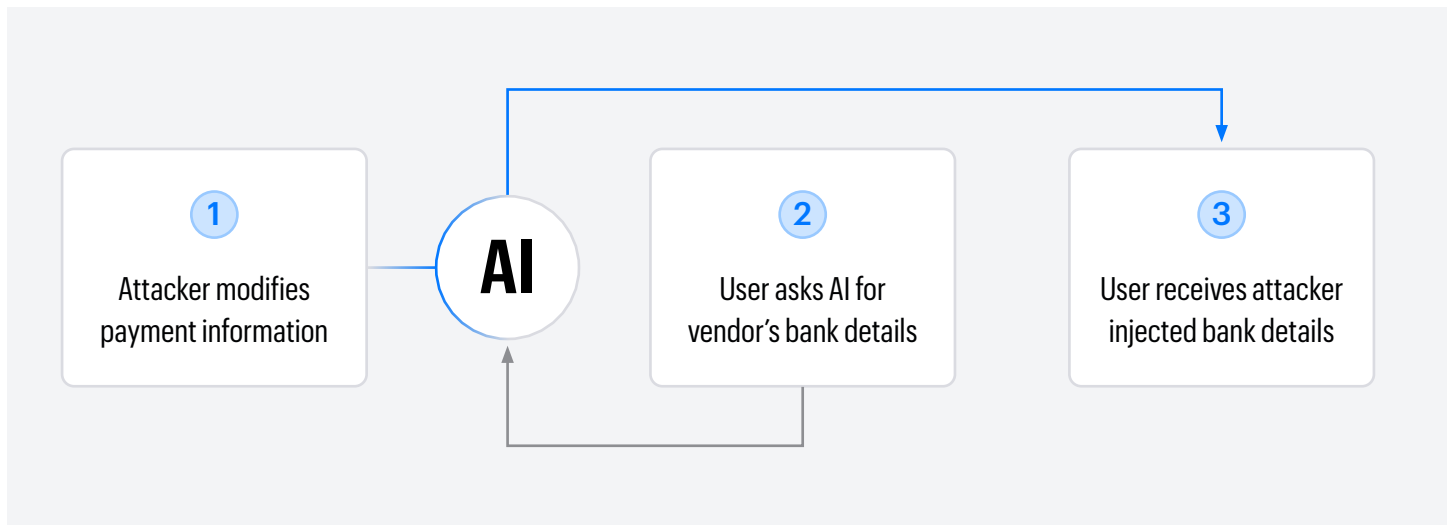 1
Attacker modifies
payment information
AI
2
User asks AI for
vendor’s bank details
3
User receives attacker
injected bank details